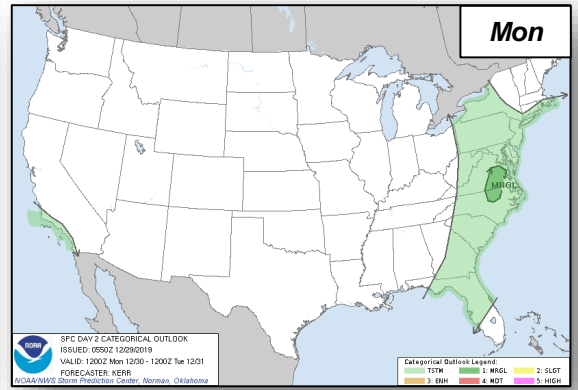 Mon
MRGL
NOAA
SPC DAY 2 CATEGORICAL OUTLOOK
ISSUED: 0550Z 12/29/2019
VALID: 1200Z Mon 12/30 - 1200Z Tue 12/31
FORECASTER: KERR
NOAA/NWS Storm Prediction Center, Norman, Oklahoma
Categorical Outlook Legend:
TSTM 1: MRGL 2: SLGT
3: ENH 4: MDT 5: HIGH